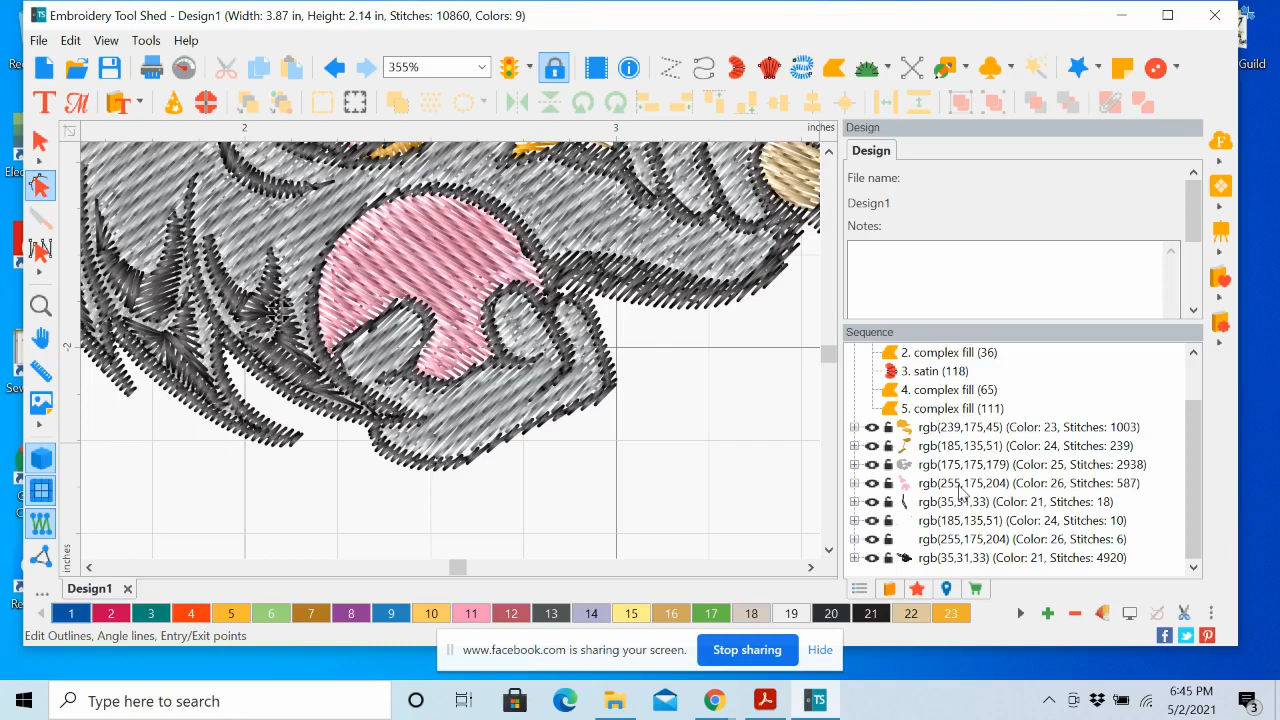 Embroidery Tool Shed - Design1 (Width: 3.87 in, Height: 2.14 in, Stitches: 10860, Colors: 9)
File Edit View Tools Help
Guild
355%
2 3 inches
-2
inches
Design
Design
File name:
Design1
Notes:
Sequence
2. complex fill (36)
3. satin (118)
4. complex fill (65)
5. complex fill (111)
rgb(239,175,45) (Color: 23, Stitches: 1003)
rgb(185,135,51) (Color: 24, Stitches: 239)
rgb(175,175,179) (Color: 25, Stitches: 2938)
rgb(255,175,204) (Color: 26, Stitches: 587)
rgb(35,31,33) (Color: 21, Stitches: 18)
rgb(185,135,51) (Color: 24, Stitches: 10)
rgb(255,175,204) (Color: 26, Stitches: 6)
rgb(35,31,33) (Color: 21, Stitches: 4920)
Design1
1 2 3 4 5 6 7 8 9 10 11 12 13 14 15 16 17 18 19 20 21 22 23
Edit Outlines, Angle lines, Entry/Exit points
www.facebook.com is sharing your screen. Stop sharing Hide
Type here to search
TS
6:45 PM
5/2/2021
3